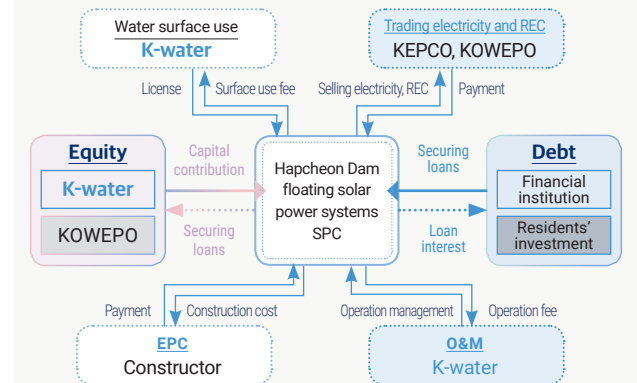 Water surface use
K-water
Trading electricity and REC
KEPCO, KOWEPO
License
Surface use fee
Selling electricity, REC
Payment
Equity
K-water
KOWEPO
Capital
contribution
Securing
loans
Hapcheon Dam
floating solar
power systems
SPC
Securing
loans
Loan
interest
Debt
Financial
institution
Residents'
investment
Payment
Construction cost
Operation management
Operation fee
EPC
Constructor
O&M
K-water